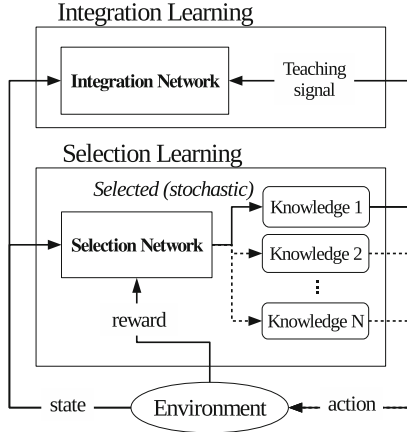 Integration Learning
Integration Network
Teaching
signal
Selection Learning
Selected (stochastic)
Knowledge 1
Selection Network
Knowledge 2
Knowledge N
reward
state
Environment
action